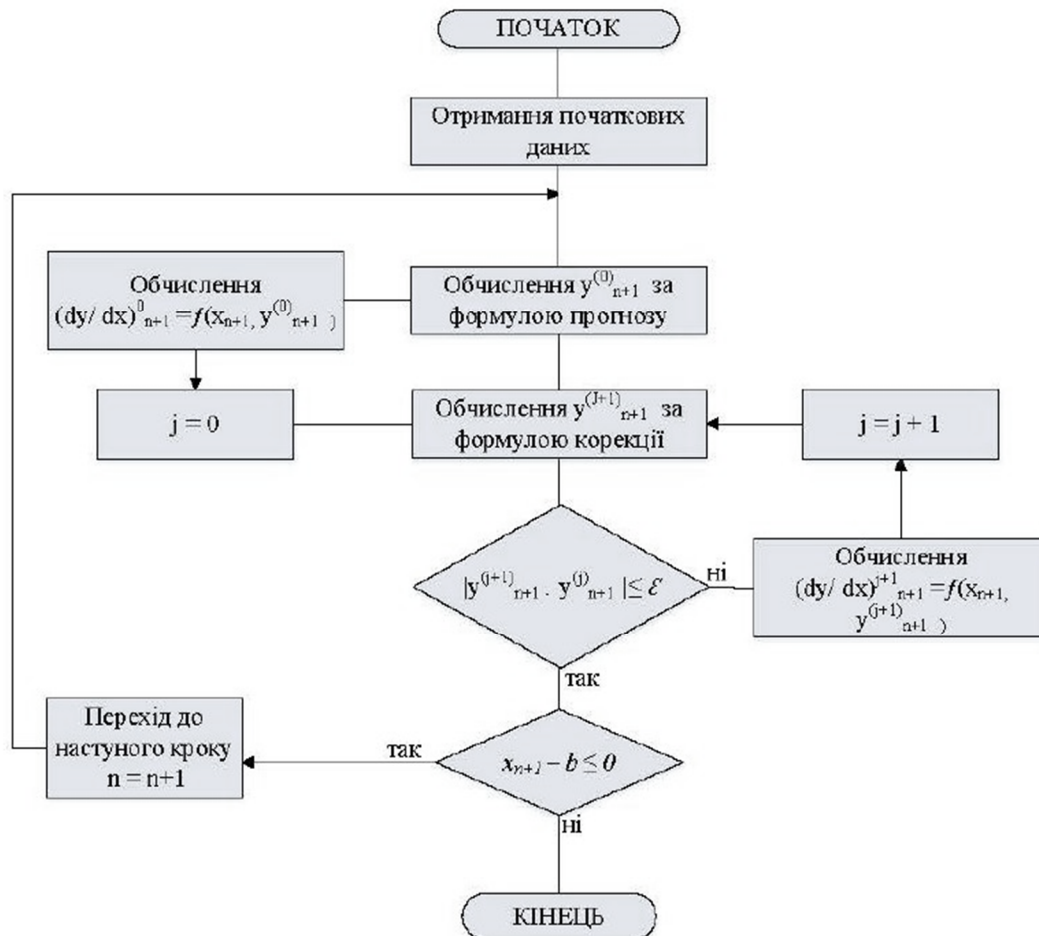 ПОЧАТОК
Отримання початкових
даних
Обчислення
(dy/ dx)⁰ₙ₊₁ =f(xₙ₊₁, y⁽⁰⁾ₙ₊₁ )
Обчислення y⁽⁰⁾ₙ₊₁ за
формулою прогнозу
j = 0
Обчислення y⁽ᴶ⁺¹⁾ₙ₊₁ за
формулою корекції
j = j + 1
|y⁽ʲ⁺¹⁾ₙ₊₁ - y⁽ʲ⁾ₙ₊₁ |≤ ℰ
ні
Обчислення
(dy/ dx)ʲ⁺¹ₙ₊₁ =f(xₙ₊₁,
y⁽ʲ⁺¹⁾ₙ₊₁ )
так
Перехід до
настуного кроку
n = n+1
так
xₙ₊₁ – b ≤ 0
ні
КІНЕЦЬ